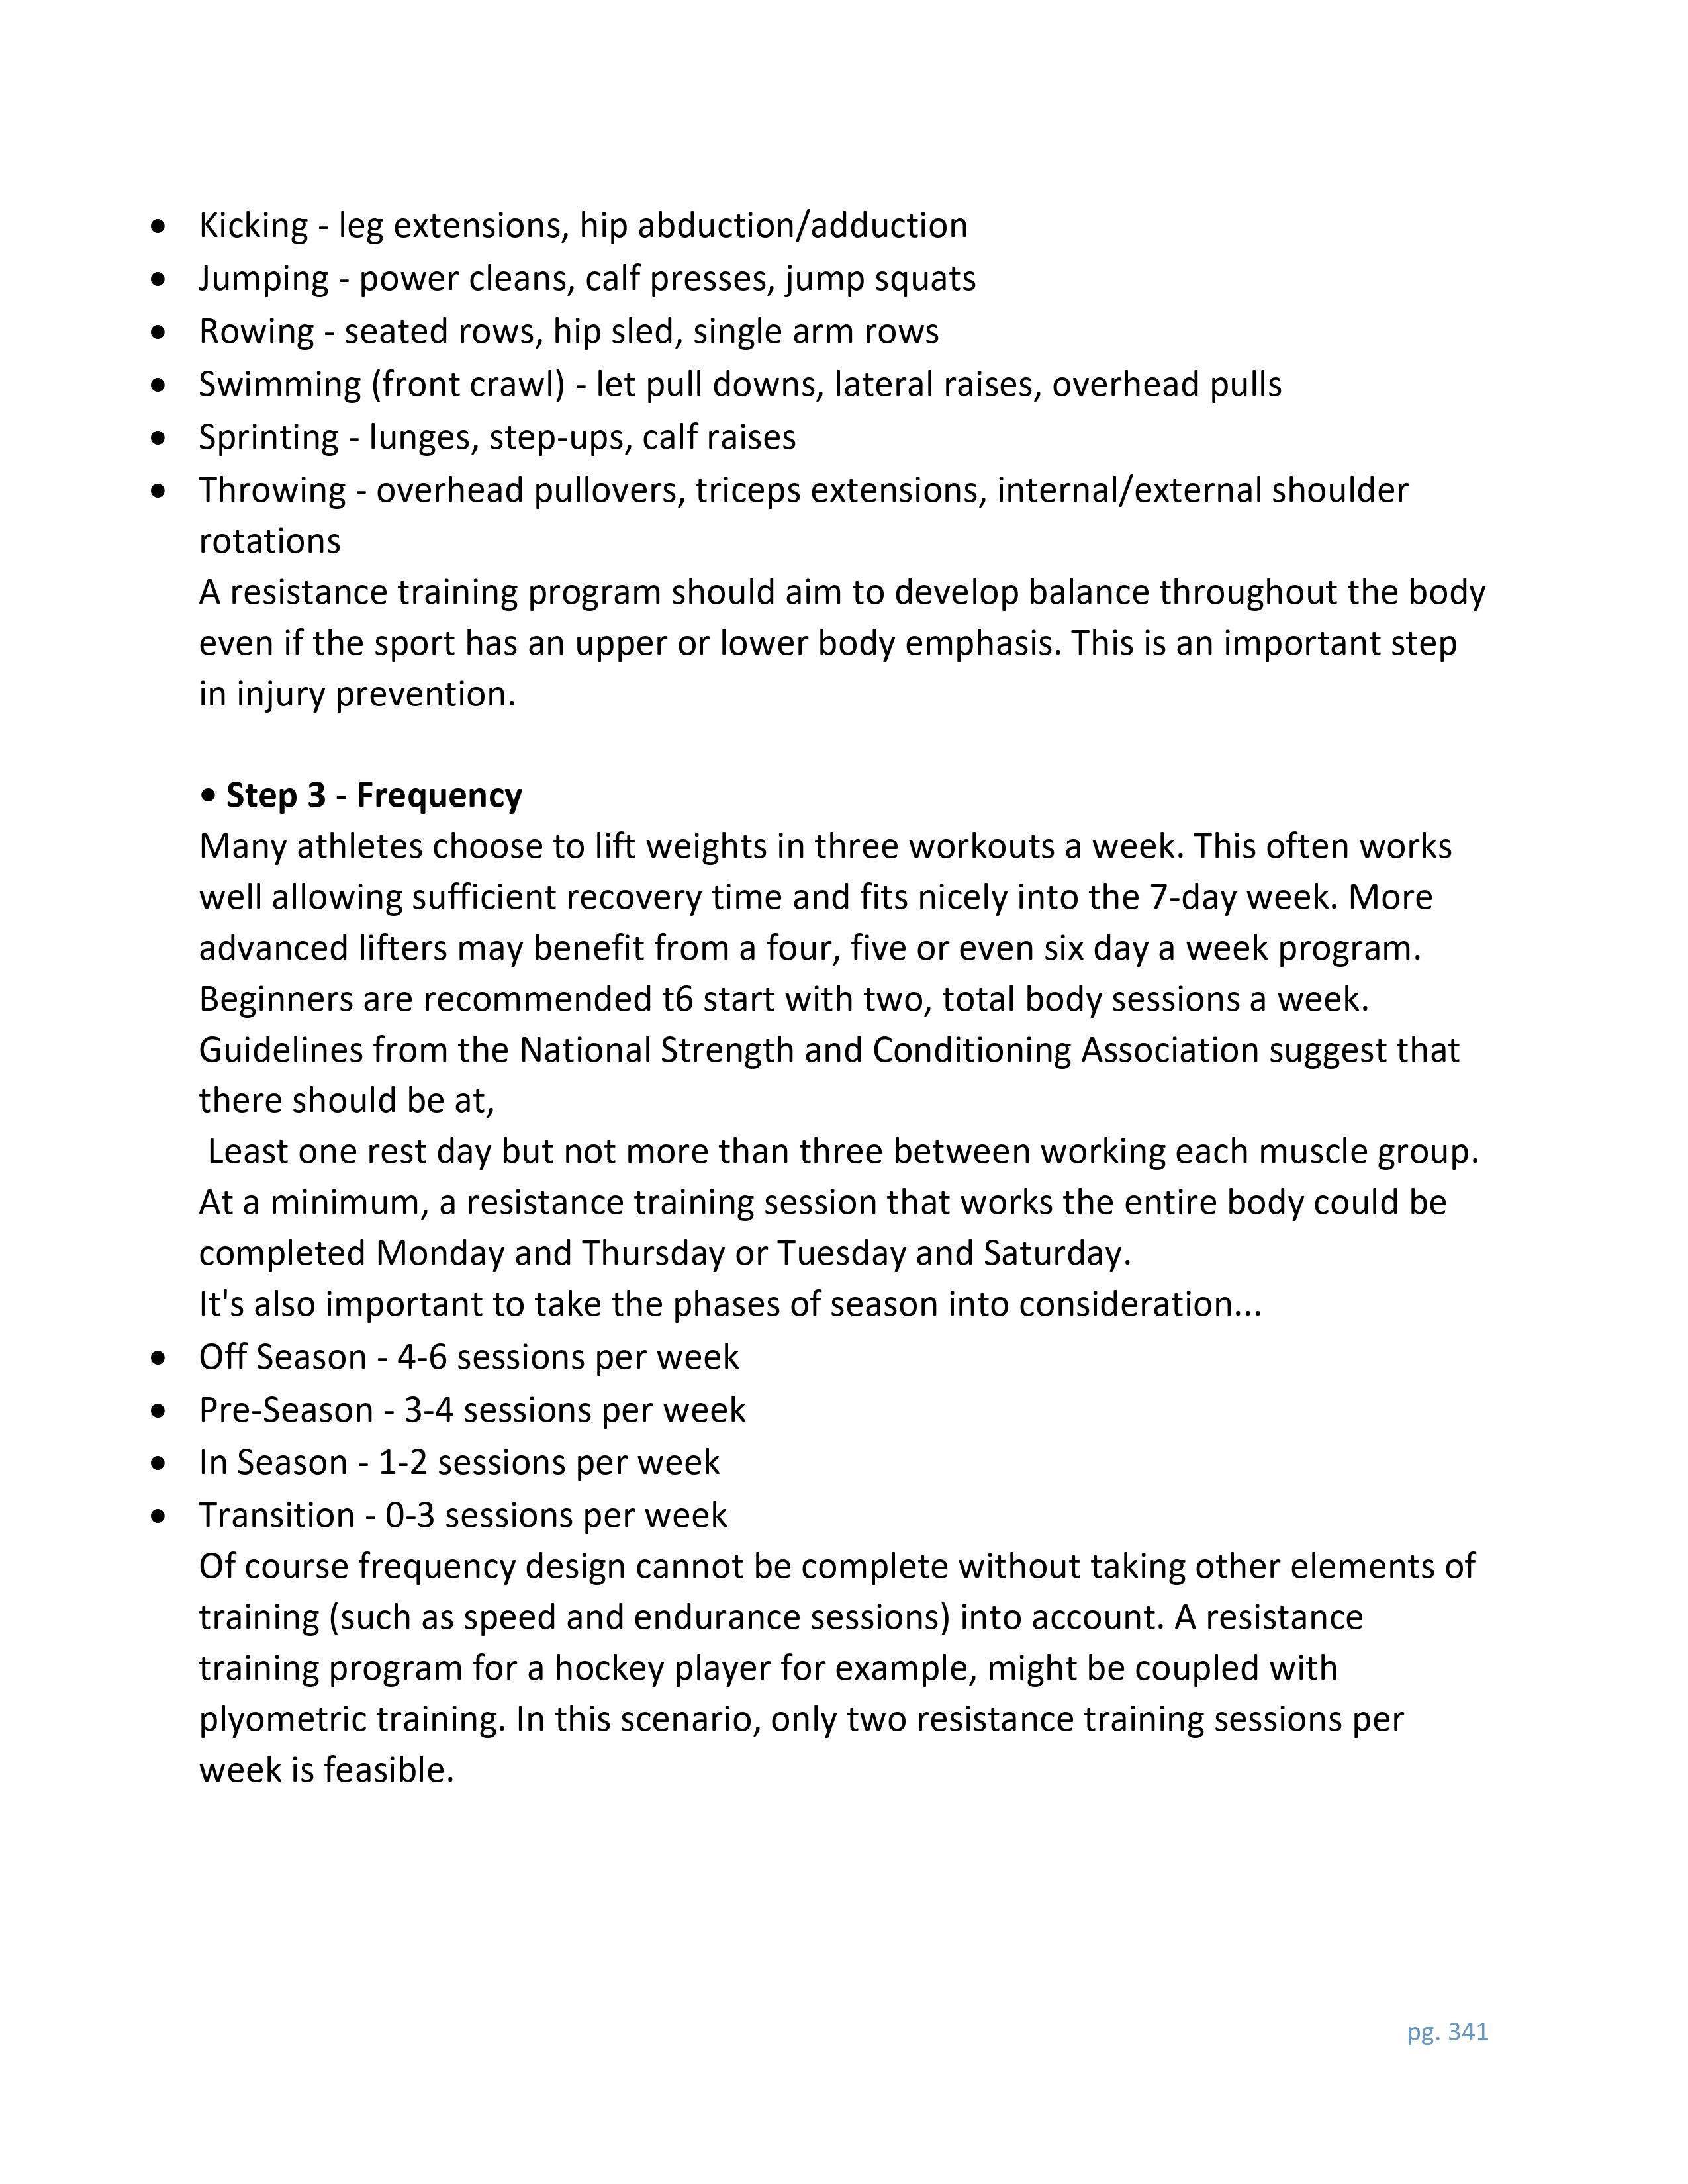 • Kicking - leg extensions, hip abduction/adduction
• Jumping - power cleans, calf presses, jump squats
• Rowing - seated rows, hip sled, single arm rows
• Swimming (front crawl) - let pull downs, lateral raises, overhead pulls
• Sprinting - lunges, step-ups, calf raises
• Throwing - overhead pullovers, triceps extensions, internal/external shoulder
rotations
A resistance training program should aim to develop balance throughout the body
even if the sport has an upper or lower body emphasis. This is an important step
in injury prevention.
• Step 3 - Frequency
Many athletes choose to lift weights in three workouts a week. This often works
well allowing sufficient recovery time and fits nicely into the 7-day week. More
advanced lifters may benefit from a four, five or even six day a week program.
Beginners are recommended t6 start with two, total body sessions a week.
Guidelines from the National Strength and Conditioning Association suggest that
there should be at,
Least one rest day but not more than three between working each muscle group.
At a minimum, a resistance training session that works the entire body could be
completed Monday and Thursday or Tuesday and Saturday.
It's also important to take the phases of season into consideration...
• Off Season - 4-6 sessions per week
• Pre-Season - 3-4 sessions per week
• In Season - 1-2 sessions per week
• Transition - 0-3 sessions per week
Of course frequency design cannot be complete without taking other elements of
training (such as speed and endurance sessions) into account. A resistance
training program for a hockey player for example, might be coupled with
plyometric training. In this scenario, only two resistance training sessions per
week is feasible.
pg. 341